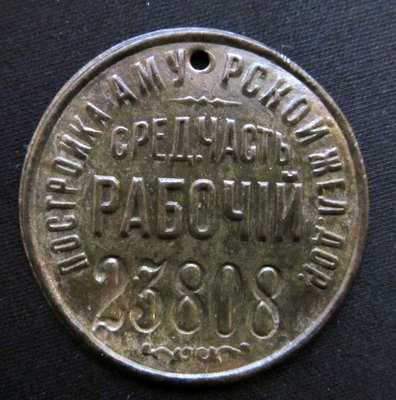 ПОСТРОЙКА АМУРСКОЙ ЖЕЛ.ДОР.
СРЕД.ЧАСТЬ
РАБОЧІЙ
23808